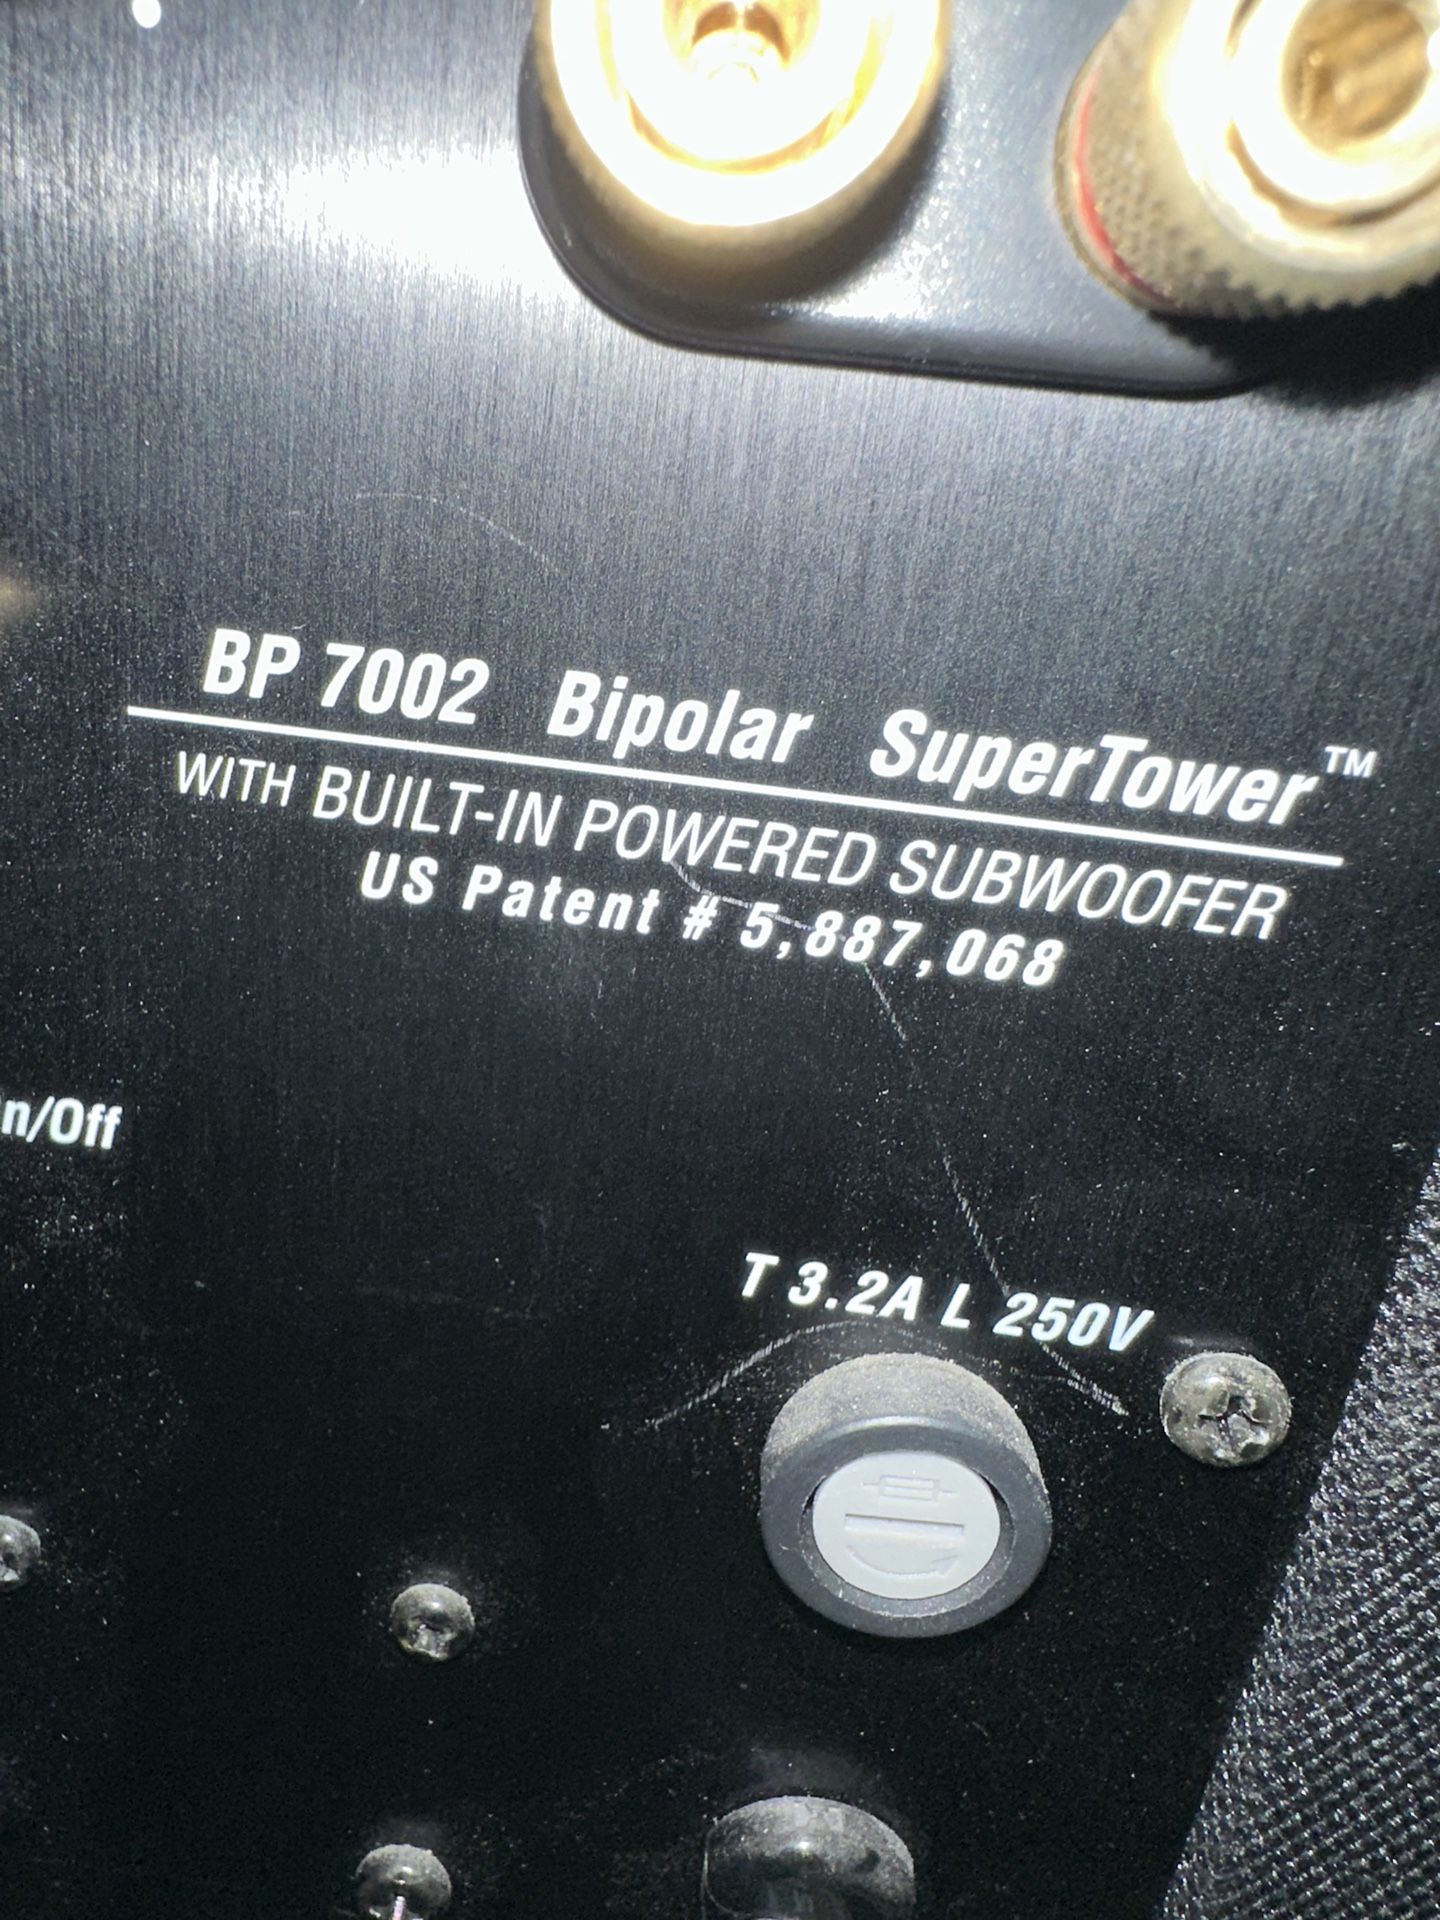 BP 7002 Bipolar SuperTower™
WITH BUILT-IN POWERED SUBWOOFER
US Patent # 5,887,068
n/Off
T 3.2A L 250V